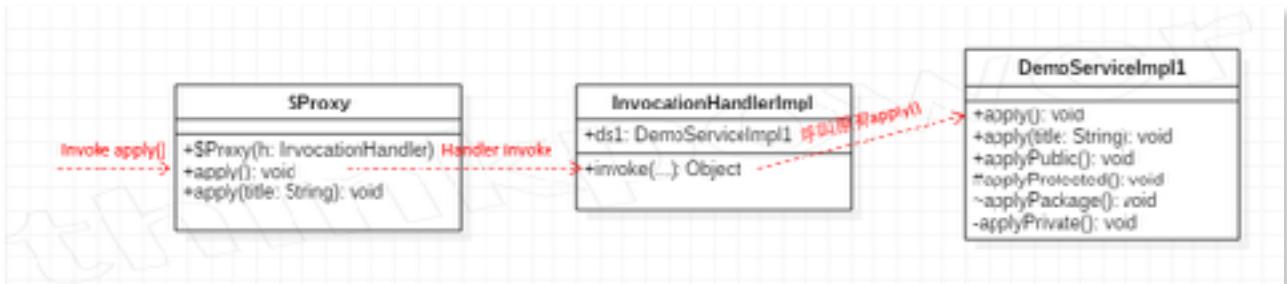 $Proxy
Invoke apply()
+$Proxy(h: InvocationHandler)
+apply(): void
+apply(title: String): void
Handler Invoke
InvocationHandlerImpl
+ds1: DemoServiceImpl1
+invoke(...): Object
apply()
DemoServiceImpl1
+apply(): void
+apply(title: String): void
+applyPublic(): void
#applyProtected(): void
~applyPackage(): void
-applyPrivate(): void